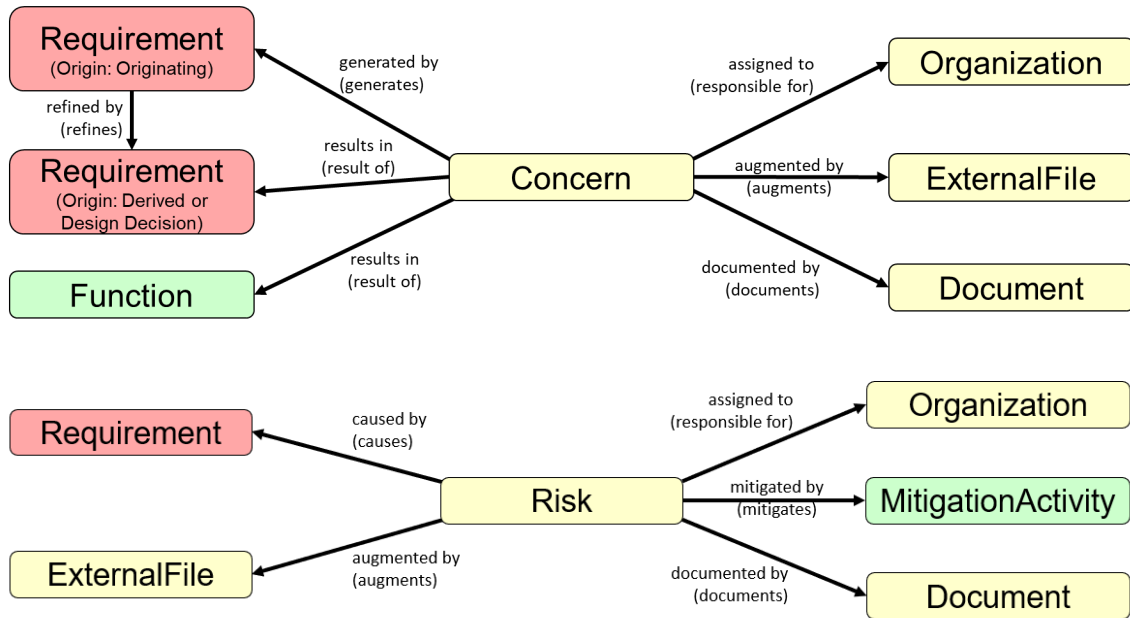 Requirement
(Origin: Originating)
refined by
(refines)
Requirement
(Origin: Derived or
Design Decision)
Function
generated by
(generates)
results in
(result of)
results in
(result of)
Concern
assigned to
(responsible for)
augmented by
(augments)
documented by
(documents)
Organization
ExternalFile
Document
Requirement
ExternalFile
caused by
(causes)
augmented by
(augments)
Risk
assigned to
(responsible for)
mitigated by
(mitigates)
documented by
(documents)
Organization
MitigationActivity
Document